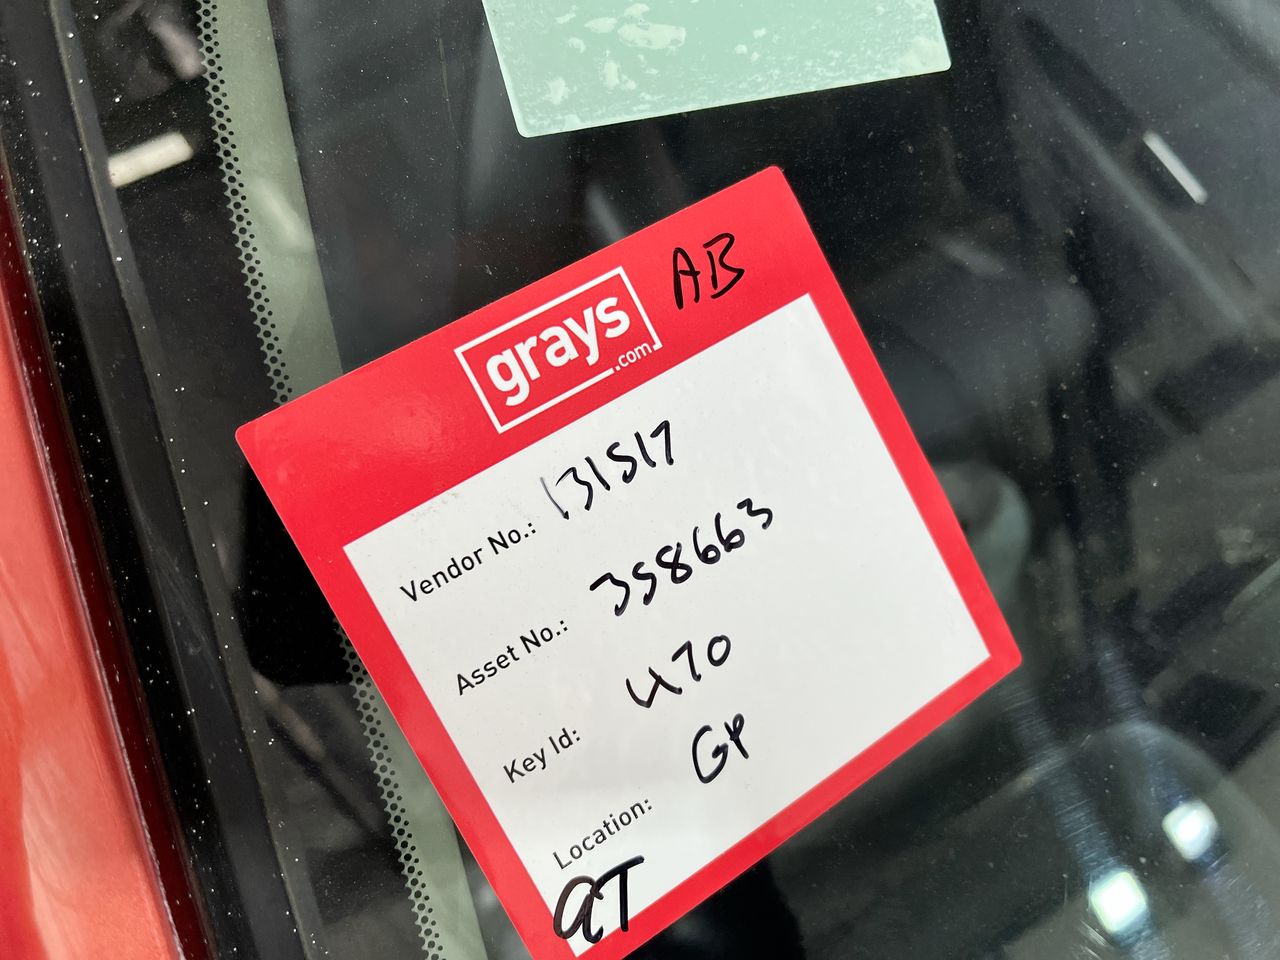 AB
grays
.com
Vendor No.: 131517
Asset No.: 358663
Key Id: 470
Location: GP
QT